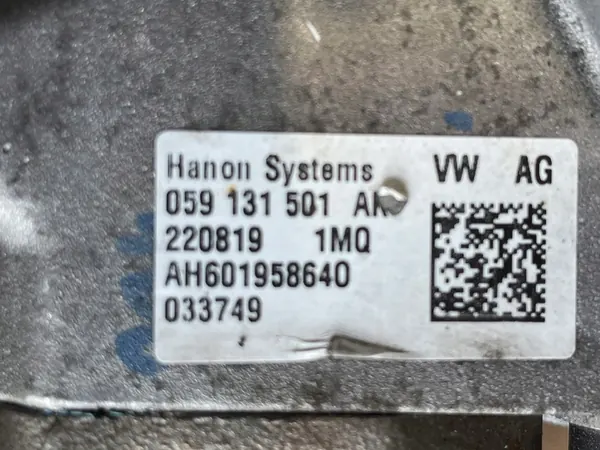 Hanon Systems VW AG
059 131 501
220819 1MQ
AH601958640
033749